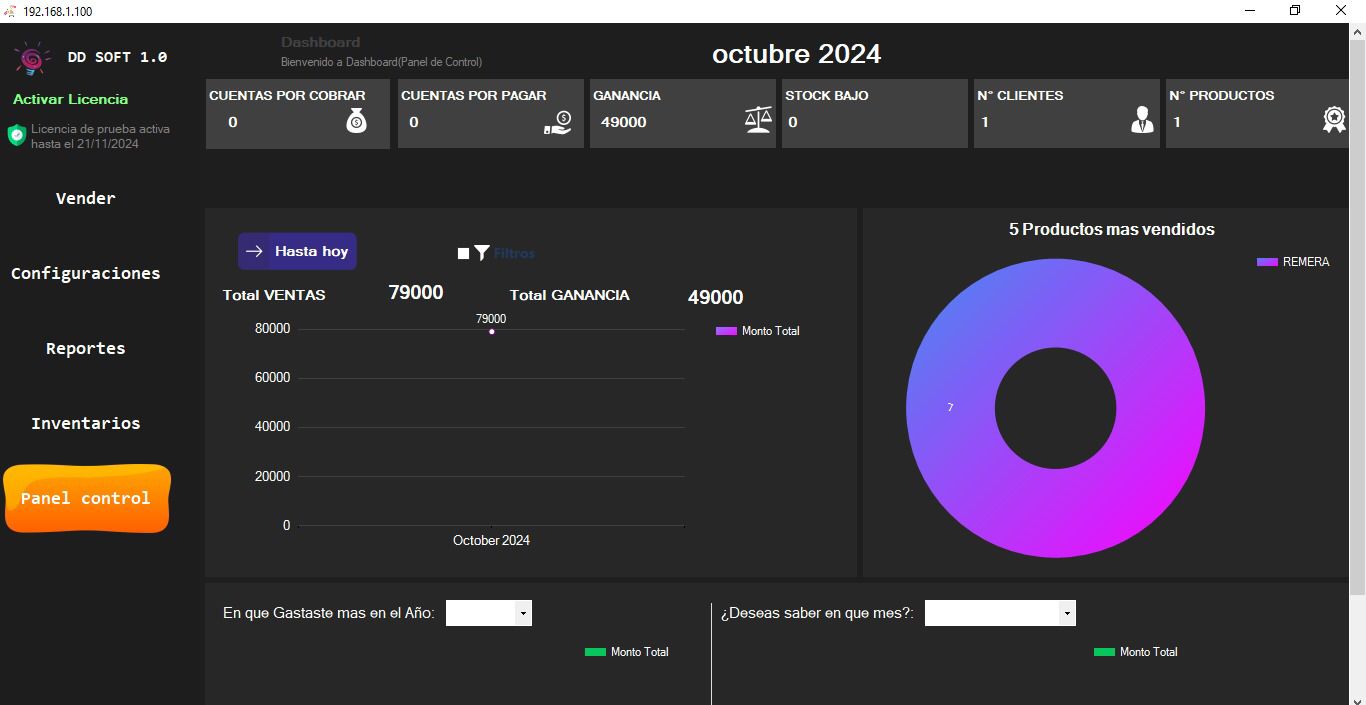 192.168.1.100
DD SOFT 1.0
Activar Licencia
Licencia de prueba activa
hasta el 21/11/2024
Vender
Configuraciones
Reportes
Inventarios
Panel control
Dashboard
Bienvenido a Dashboard(Panel de Control)
octubre 2024
CUENTAS POR COBRAR
0
CUENTAS POR PAGAR
0
GANANCIA
49000
STOCK BAJO
0
N° CLIENTES
1
N° PRODUCTOS
1
Hasta hoy
Filtros
Total VENTAS 79000 Total GANANCIA 49000
79000
Monto Total
80000
60000
40000
20000
0
October 2024
5 Productos mas vendidos
REMERA
7
En que Gastaste mas en el Año:
Monto Total
¿Deseas saber en que mes?:
Monto Total